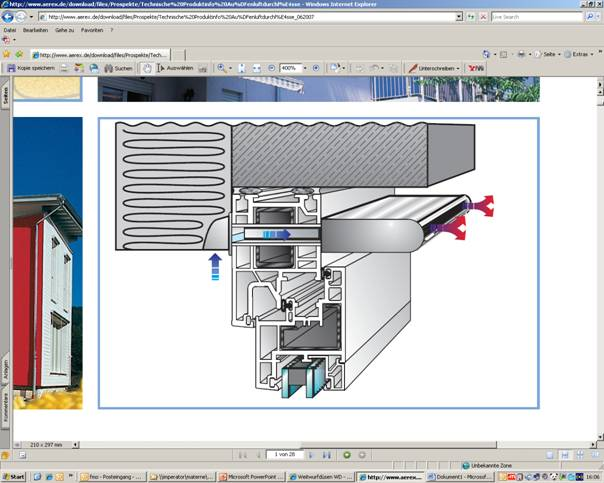 http://www.aerex.de/download/files/Prospekte/Technische%20Produktinfo%20Au%DFenluftdurchl%E4sse_062007 - Windows Internet Explorer
http://www.aerex.de/download/files/Prospekte/Technische%20Produktinfo%20Au%DFenluftdurchl%E4sse_062007
Datei Bearbeiten Gehe zu Favoriten ?
http://www.aerex.de/download/files/Prospekte/Tech...
Seite Extras
Kopie speichern Suchen Auswählen 400% Unterschreiben
Seiten
Anlagen
Kommentare
210 x 297 mm
1 von 28
Unbekannte Zone
Start fmo - Posteingang - ... Microsoft PowerPoint ... Weitwurfdüsen WD - ... http://www.aerex.... Dokument1 - Microsof... 16:06